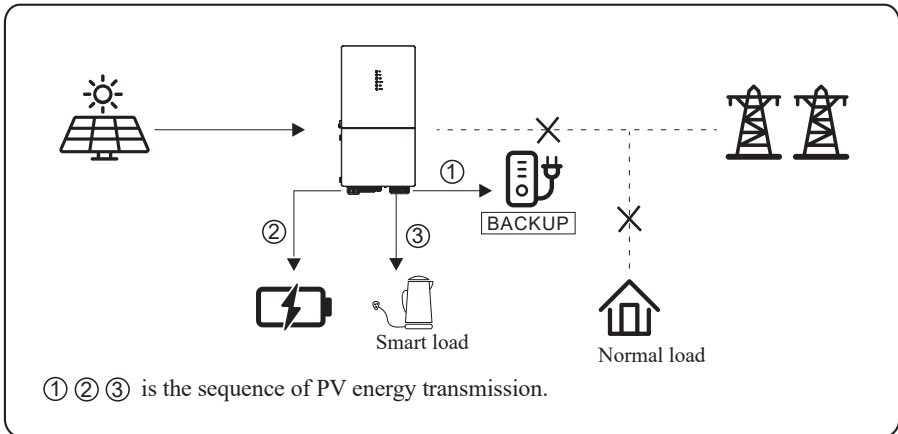 ①
BACKUP
②
③
Smart load
Normal load
① ② ③ is the sequence of PV energy transmission.